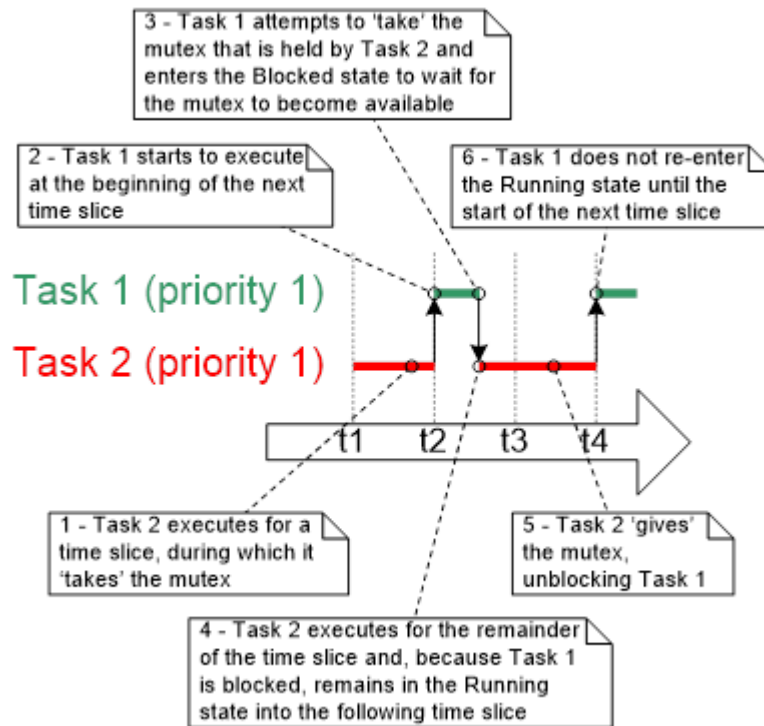 3 - Task 1 attempts to ‘take’ the
mutex that is held by Task 2 and
enters the Blocked state to wait for
the mutex to become available
2 - Task 1 starts to execute
at the beginning of the next
time slice
6 - Task 1 does not re-enter
the Running state until the
start of the next time slice
Task 1 (priority 1)
Task 2 (priority 1)
t1 t2 t3 t4
1 - Task 2 executes for a
time slice, during which it
‘takes’ the mutex
5 - Task 2 ‘gives’
the mutex,
unblocking Task 1
4 - Task 2 executes for the remainder
of the time slice and, because Task 1
is blocked, remains in the Running
state into the following time slice